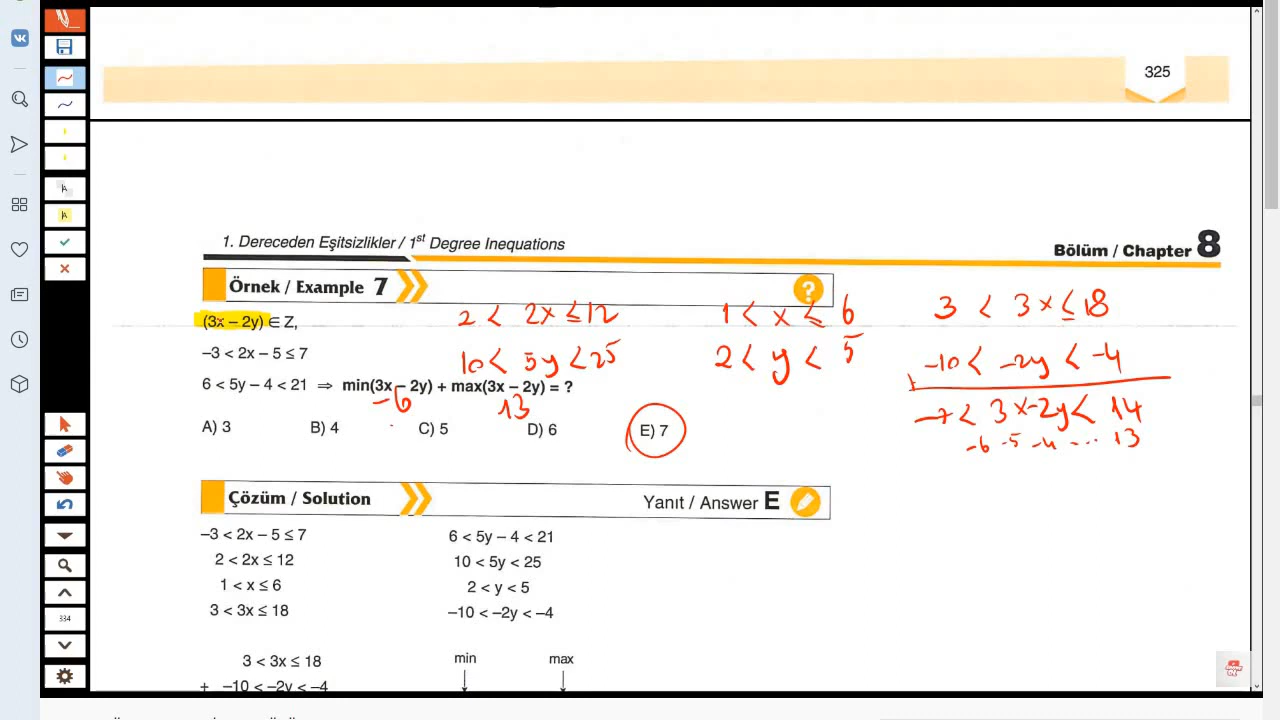 325
1. Dereceden Eşitsizlikler / 1st Degree Inequations
Bölüm / Chapter 8
Örnek / Example 7
?
(3x – 2y) ∈ Z,
2 < 2x ≤ 12
1 < x ≤ 6
3 < 3x ≤ 18
–3 < 2x – 5 ≤ 7
10 < 5y < 25
2 < y < 5
-10 < -2y < -4
6 < 5y – 4 < 21 ⇒ min(3x – 2y) + max(3x – 2y) = ?
-6
13
+
-7 < 3x-2y < 14
-6 -5 -4 ... 13
A) 3
B) 4
C) 5
D) 6
E) 7
Çözüm / Solution
Yanıt / Answer E
–3 < 2x – 5 ≤ 7
6 < 5y – 4 < 21
2 < 2x ≤ 12
10 < 5y < 25
1 < x ≤ 6
2 < y < 5
3 < 3x ≤ 18
–10 < –2y < –4
334
3 < 3x ≤ 18
min
max
+ –10 < –2y < –4